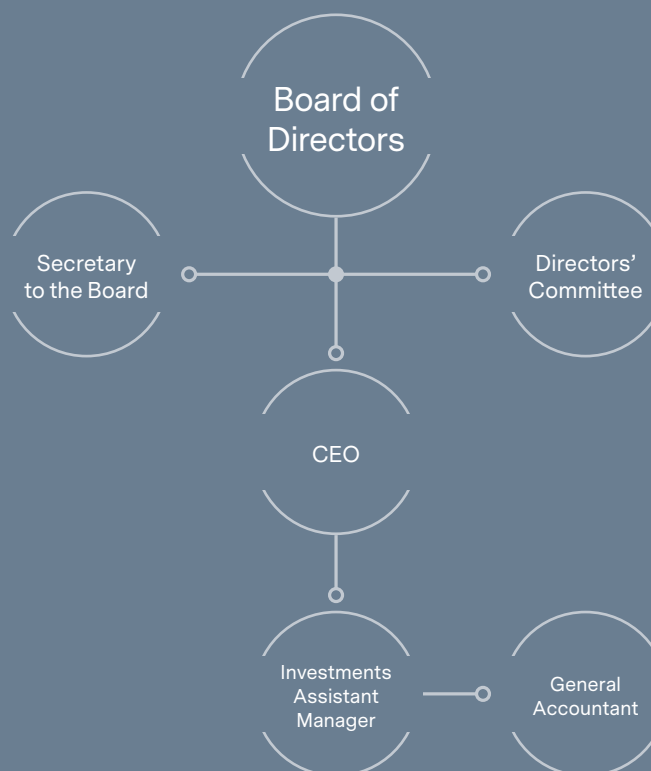 Board of
Directors
Secretary
to the Board
Directors’
Committee
CEO
Investments
Assistant
Manager
General
Accountant